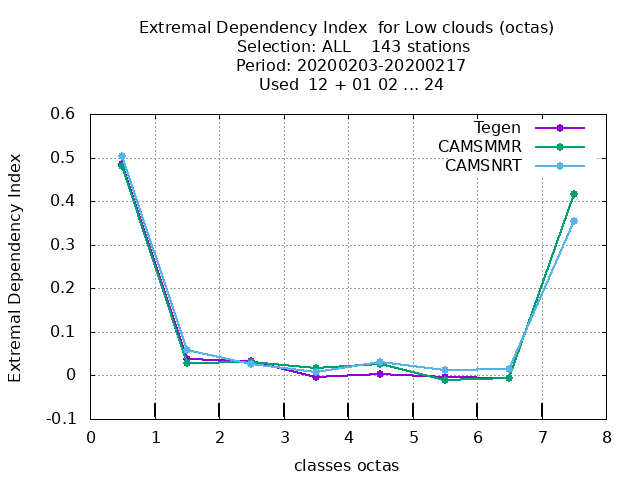 Extremal Dependency Index  for Low clouds (octas)
Selection: ALL    143 stations
Period: 20200203-20200217
Used  12 + 01 02 ... 24
Extremal Dependency Index
0.6
0.5
0.4
0.3
0.2
0.1
0
-0.1
Tegen
CAMSMMR
CAMSNRT
0 1 2 3 4 5 6 7 8
classes octas